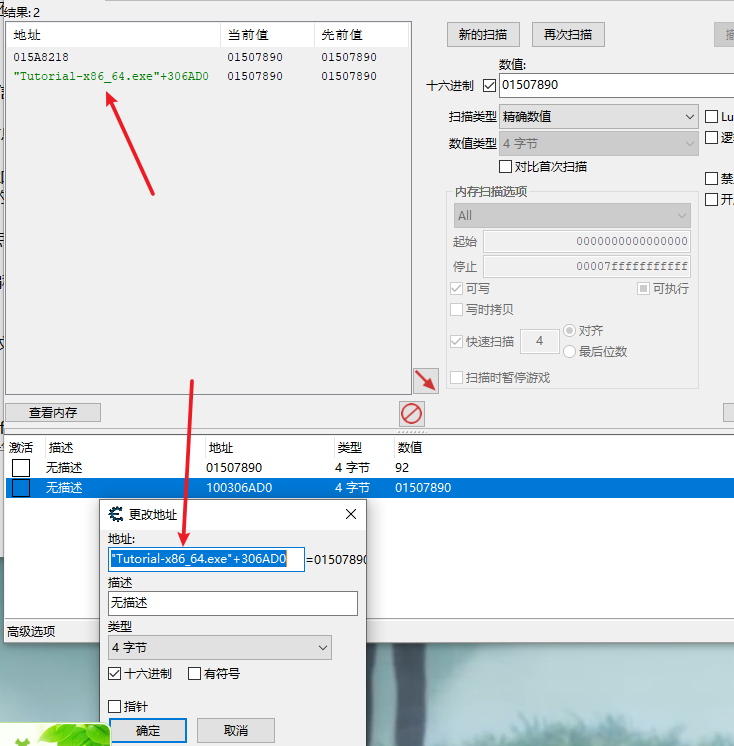 结果: 2
地址 当前值 先前值
015A8218 01507890 01507890
"Tutorial-x86_64.exe"+306AD0 01507890 01507890
新的扫描 再次扫描
数值:
十六进制 01507890
扫描类型 精确数值 Lu
数值类型 4 字节
对比首次扫描
内存扫描选项
All
起始 0000000000000000
停止 00007fffffffffff
可写 可执行
写时拷贝
快速扫描 4 对齐
最后位数
扫描时暂停游戏
查看内存
激活 描述 地址 类型 数值
无描述 01507890 4 字节 92
无描述 100306AD0 4 字节 01507890
更改地址
地址:
"Tutorial-x86_64.exe"+306AD0 =01507890
描述
无描述
高级选项
类型
4 字节
十六进制 有符号
指针
确定 取消